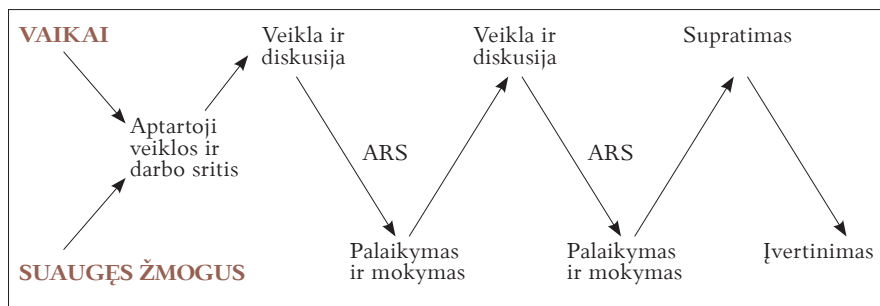 VAIKAI
Veikla ir
diskusija
Veikla ir
diskusija
Supratimas
Aptartoji
veiklos ir
darbo sritis
ARS
ARS
SUAUGĘS ŽMOGUS
Palaikymas
ir mokymas
Palaikymas
ir mokymas
Įvertinimas